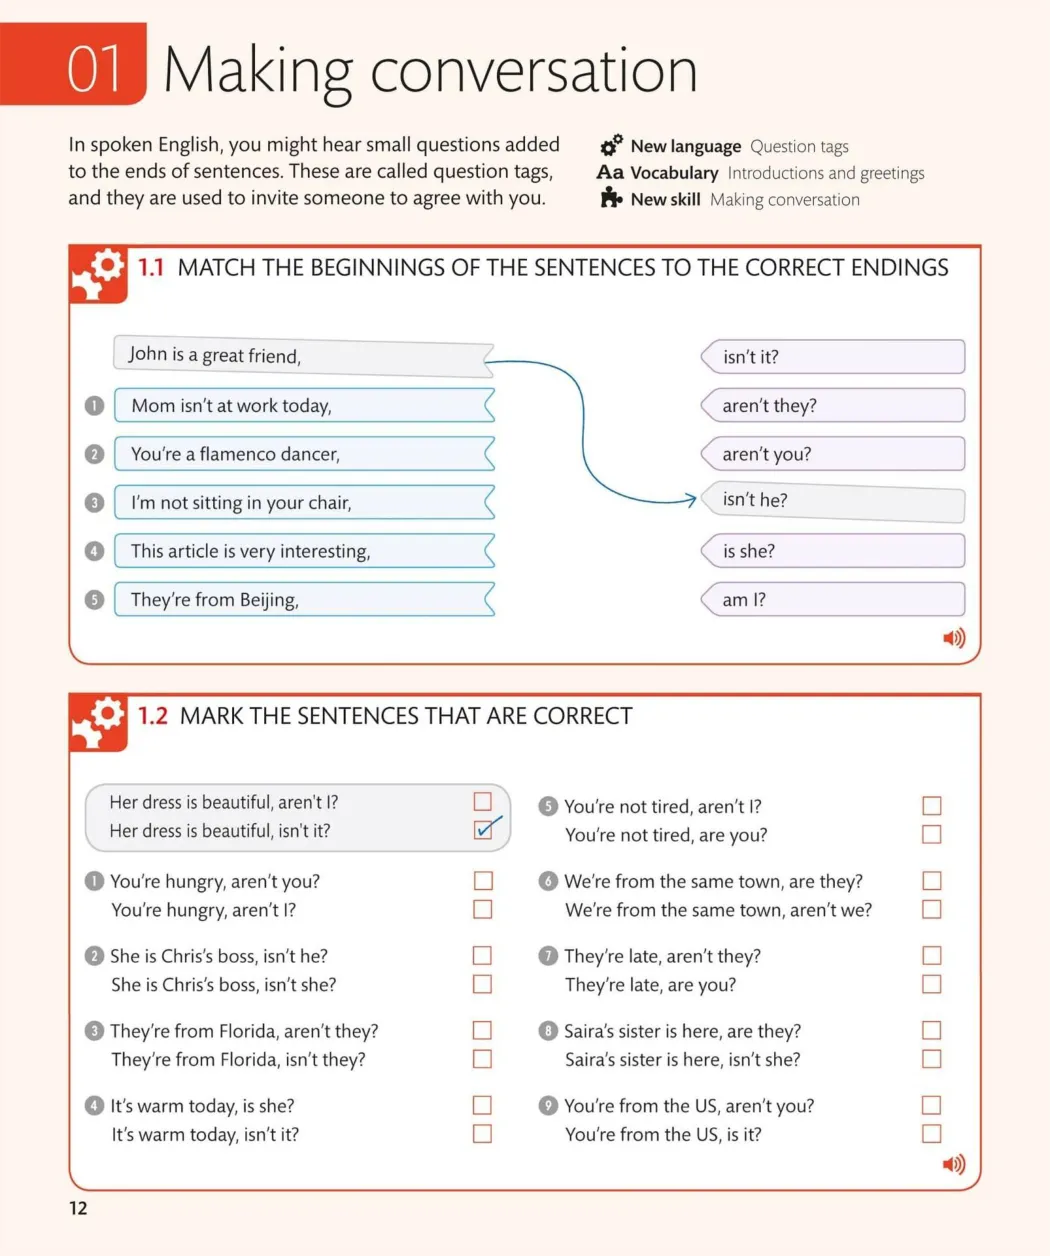 01 Making conversation
In spoken English, you might hear small questions added
to the ends of sentences. These are called question tags,
and they are used to invite someone to agree with you.
New language Question tags
Aa Vocabulary Introductions and greetings
New skill Making conversation
1.1 MATCH THE BEGINNINGS OF THE SENTENCES TO THE CORRECT ENDINGS
John is a great friend,
1 Mom isn’t at work today,
2 You’re a flamenco dancer,
3 I’m not sitting in your chair,
4 This article is very interesting,
5 They’re from Beijing,
isn’t it?
aren’t they?
aren’t you?
isn’t he?
is she?
am I?
1.2 MARK THE SENTENCES THAT ARE CORRECT
Her dress is beautiful, aren't I?
Her dress is beautiful, isn't it?
1 You’re hungry, aren’t you?
You’re hungry, aren’t I?
2 She is Chris’s boss, isn’t he?
She is Chris’s boss, isn’t she?
3 They’re from Florida, aren’t they?
They’re from Florida, isn’t they?
4 It’s warm today, is she?
It’s warm today, isn’t it?
5 You’re not tired, aren’t I?
You’re not tired, are you?
6 We’re from the same town, are they?
We’re from the same town, aren’t we?
7 They’re late, aren’t they?
They’re late, are you?
8 Saira’s sister is here, are they?
Saira’s sister is here, isn’t she?
9 You’re from the US, aren’t you?
You’re from the US, is it?
12